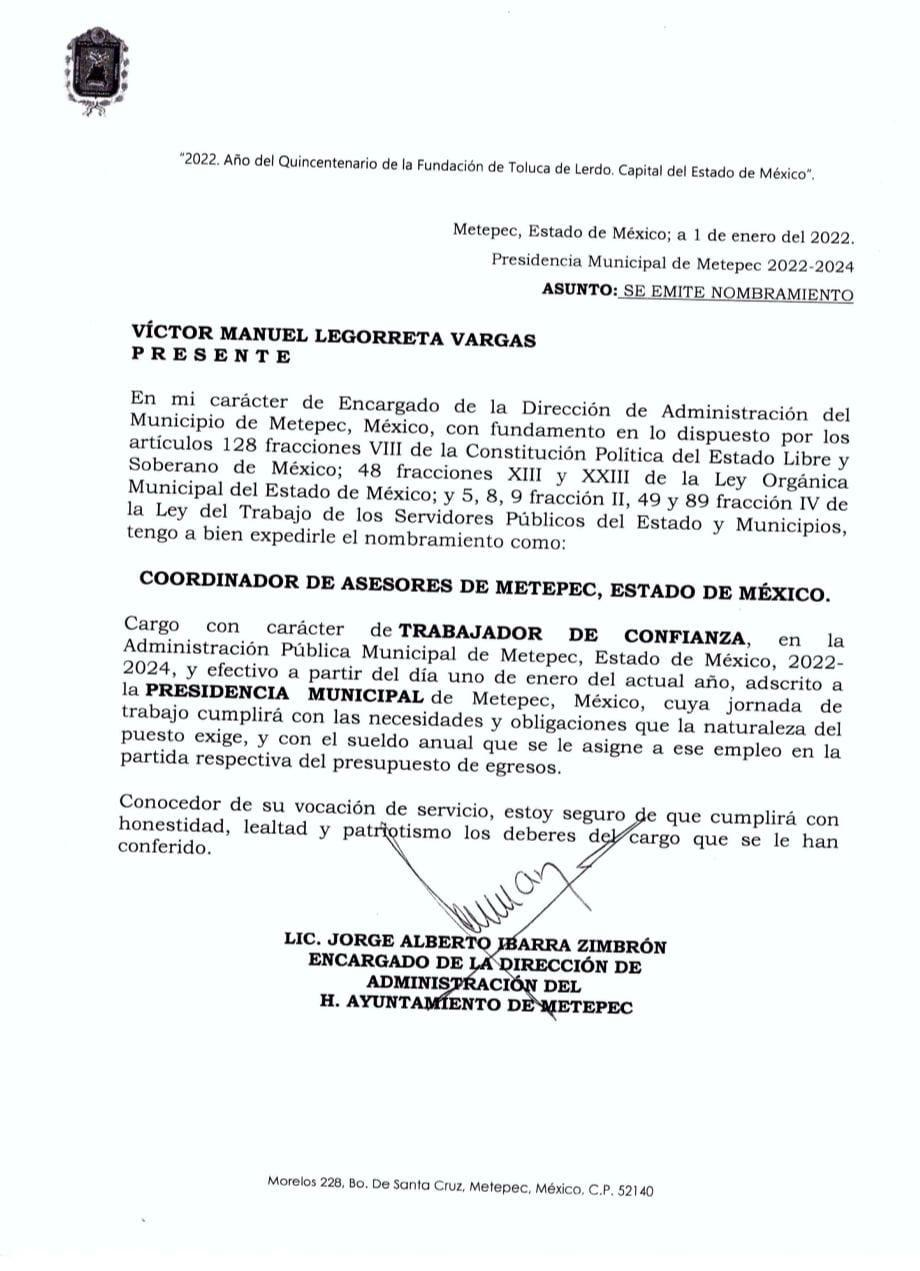 "2022. Año del Quincentenario de la Fundación de Toluca de Lerdo. Capital del Estado de México".
Metepec, Estado de México; a 1 de enero del 2022.
Presidencia Municipal de Metepec 2022-2024
ASUNTO: SE EMITE NOMBRAMIENTO
VÍCTOR MANUEL LEGORRETA VARGAS
P R E S E N T E
En mi carácter de Encargado de la Dirección de Administración del
Municipio de Metepec, México, con fundamento en lo dispuesto por los
artículos 128 fracciones VIII de la Constitución Política del Estado Libre y
Soberano de México; 48 fracciones XIII y XXIII de la Ley Orgánica
Municipal del Estado de México; y 5, 8, 9 fracción II, 49 y 89 fracción IV de
la Ley del Trabajo de los Servidores Públicos del Estado y Municipios,
tengo a bien expedirle el nombramiento como:
COORDINADOR DE ASESORES DE METEPEC, ESTADO DE MÉXICO.
Cargo con carácter de TRABAJADOR DE CONFIANZA, en la
Administración Pública Municipal de Metepec, Estado de México, 2022-
2024, y efectivo a partir del día uno de enero del actual año, adscrito a
la PRESIDENCIA MUNICIPAL de Metepec, México, cuya jornada de
trabajo cumplirá con las necesidades y obligaciones que la naturaleza del
puesto exige, y con el sueldo anual que se le asigne a ese empleo en la
partida respectiva del presupuesto de egresos.
Conocedor de su vocación de servicio, estoy seguro de que cumplirá con
honestidad, lealtad y patriotismo los deberes del cargo que se le han
conferido.
LIC. JORGE ALBERTO IBARRA ZIMBRÓN
ENCARGADO DE LA DIRECCIÓN DE
ADMINISTRACIÓN DEL
H. AYUNTAMIENTO DE METEPEC
Morelos 228, Bo. De Santa Cruz, Metepec, México, C.P. 52140